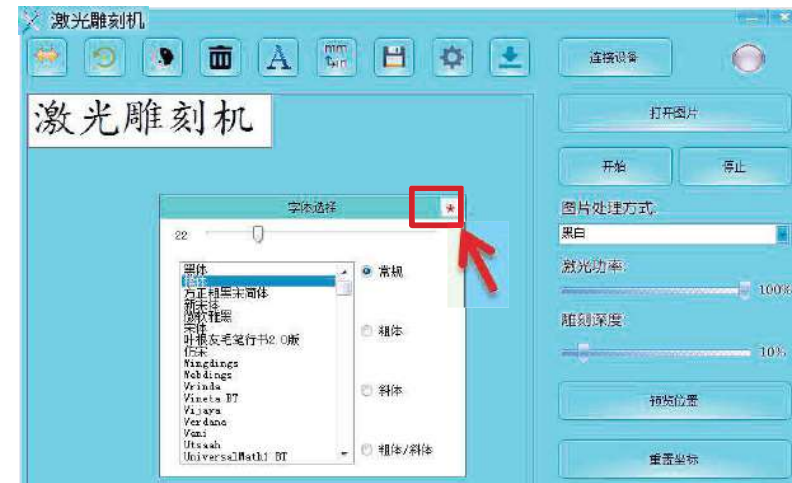 激光雕刻机
A
mm
连接设备
激光雕刻机
打开图片
开始
停止
字体选择
图片处理方式:
22
黑白
黑体
楷体
方正粗黑宋简体
新宋体
微软雅黑
宋体
叶根友毛笔行书2.0版
仿宋
Wingdings
Webdings
Vrinda
Vineta BT
Vijaya
Verdana
Vani
Utsaah
UniversalMath1 BT
常规
粗体
斜体
粗体/斜体
激光功率:
100%
雕刻深度:
10%
预览位置
重置坐标